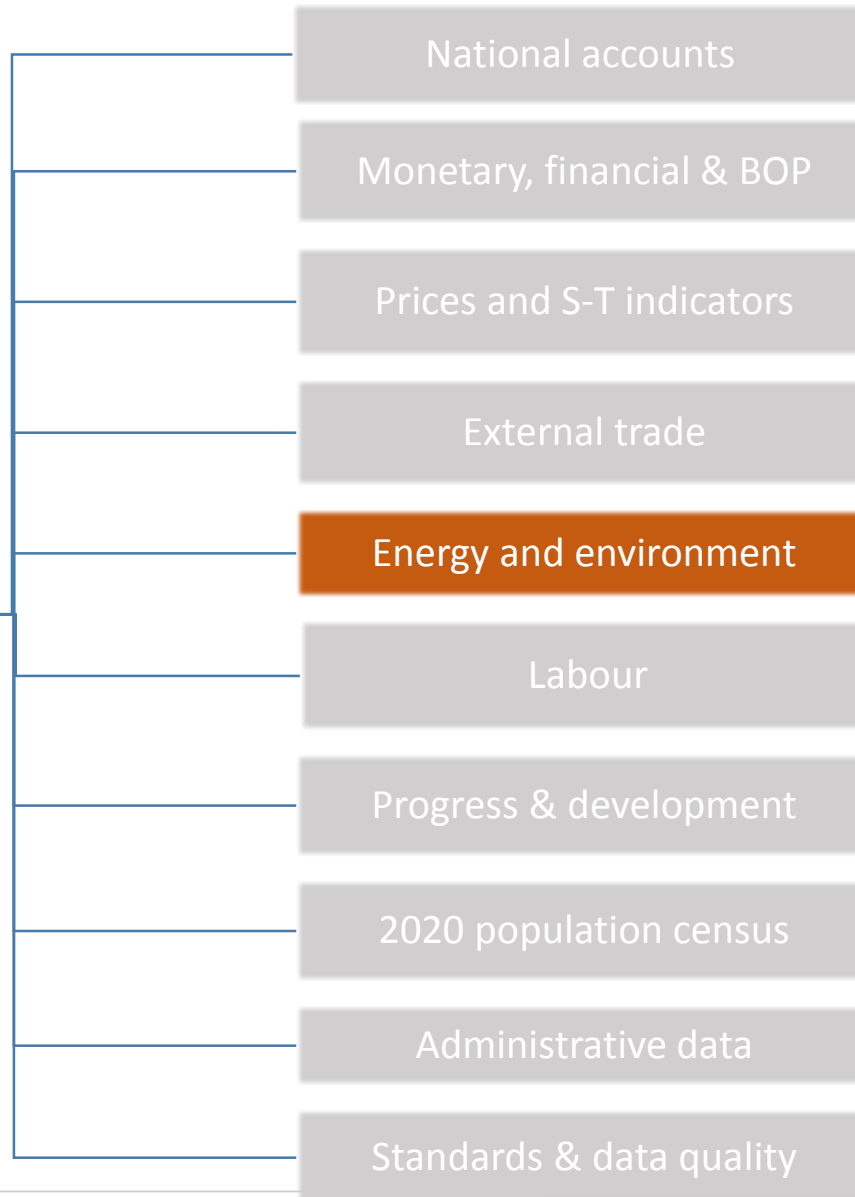 National accounts
Monetary, financial & BOP
Prices and S-T indicators
External trade
Energy and environment
Labour
Progress & development
2020 population census
Administrative data
Standards & data quality